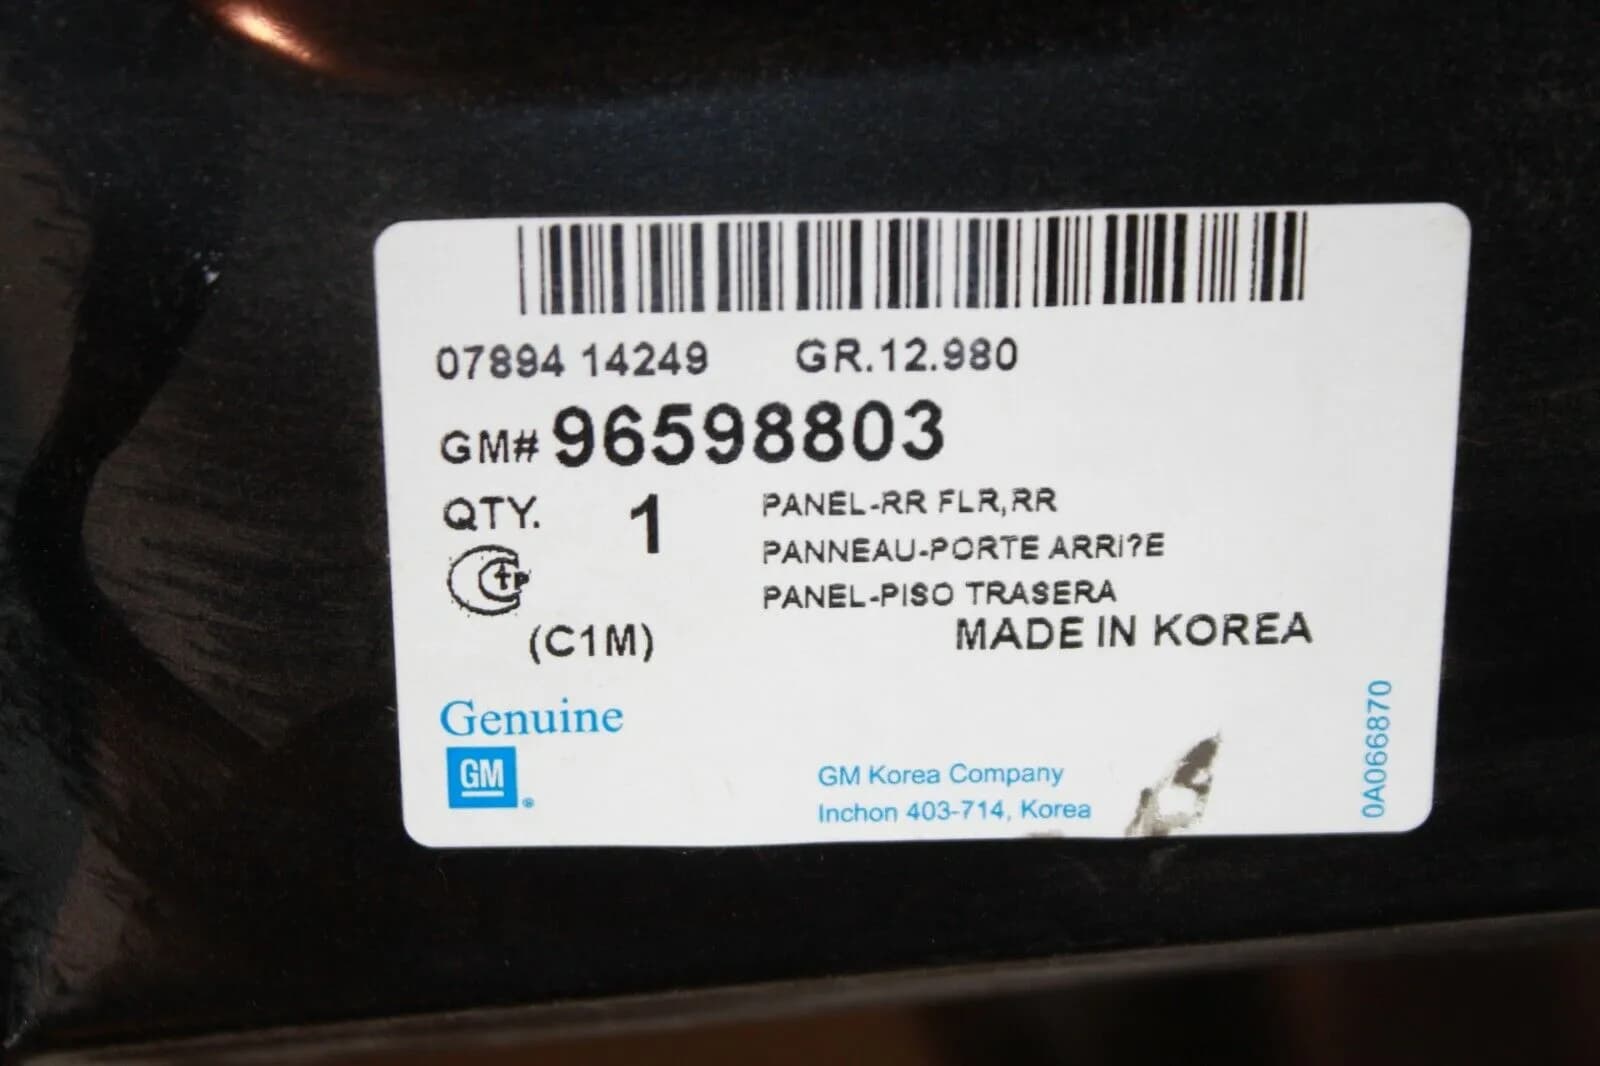 07894 14249 GR.12.980
GM# 96598803
QTY. 1 PANEL-RR FLR,RR
PANNEAU-PORTE ARRI?E
PANEL-PISO TRASERA
(C1M) MADE IN KOREA
Genuine
GM
GM Korea Company
Inchon 403-714, Korea
0A066870